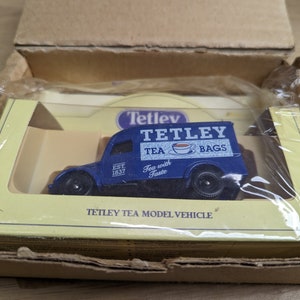 Tetley
TETLEY
TEA BAGS
EST.
1837
Tea with
Taste
TETLEY TEA MODEL VEHICLE